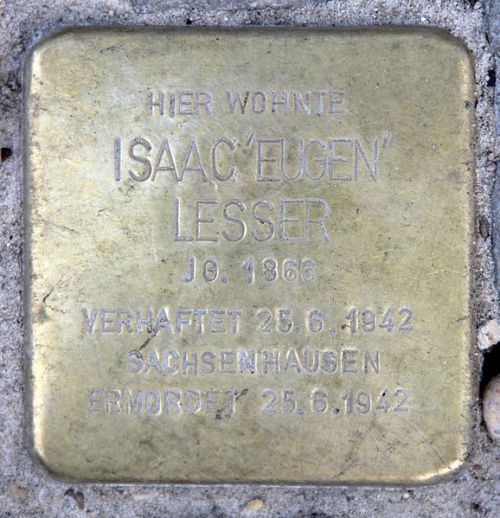 HIER WOHNTE
ISAAC 'EUGEN'
LESSER
JG. 1866
VERHAFTET 25.6.1942
SACHSENHAUSEN
ERMORDET 25.6.1942